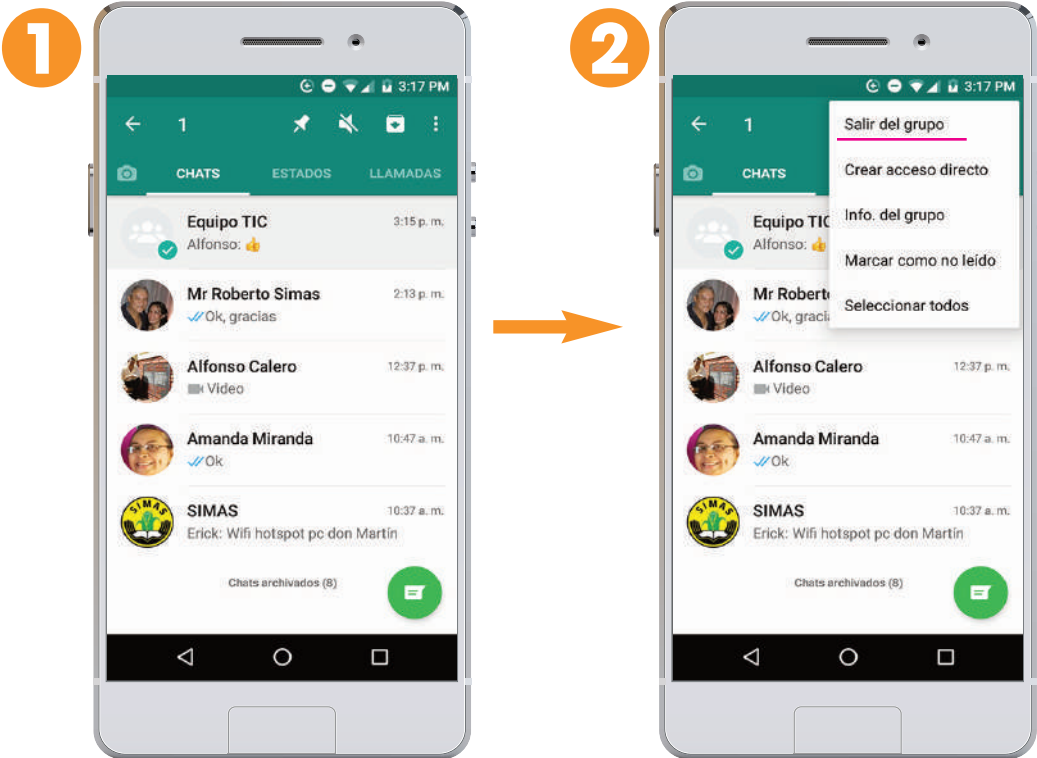 1
3:17 PM
1
CHATS ESTADOS LLAMADAS
Equipo TIC 3:15 p. m.
Alfonso: 👍
Mr Roberto Simas 2:13 p. m.
Ok, gracias
Alfonso Calero 12:37 p. m.
Video
Amanda Miranda 10:47 a. m.
Ok
SIMAS
SIMAS 10:37 a. m.
Erick: Wifi hotspot pc don Martín
Chats archivados (8)
2
3:17 PM
1
Salir del grupo
Crear acceso directo
Info. del grupo
Marcar como no leído
Seleccionar todos
CHATS
Equipo TIC
Alfonso: 👍
Mr Robert
Ok, graci
Alfonso Calero 12:37 p. m.
Video
Amanda Miranda 10:47 a. m.
Ok
SIMAS
SIMAS 10:37 a. m.
Erick: Wifi hotspot pc don Martín
Chats archivados (8)